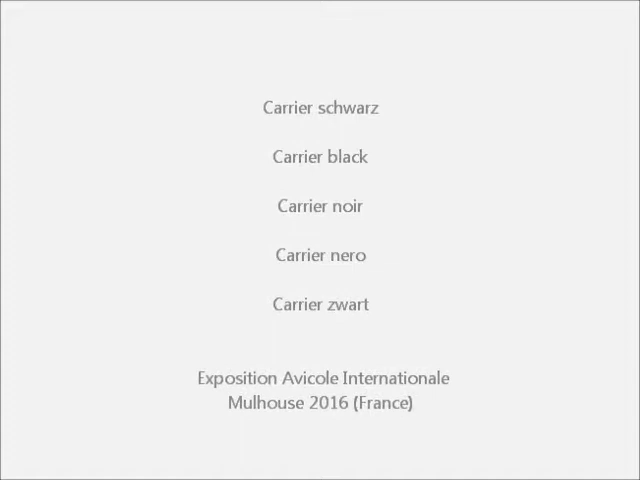 Carrier schwarz
Carrier black
Carrier noir
Carrier nero
Carrier zwart
Exposition Avicole Internationale
Mulhouse 2016 (France)